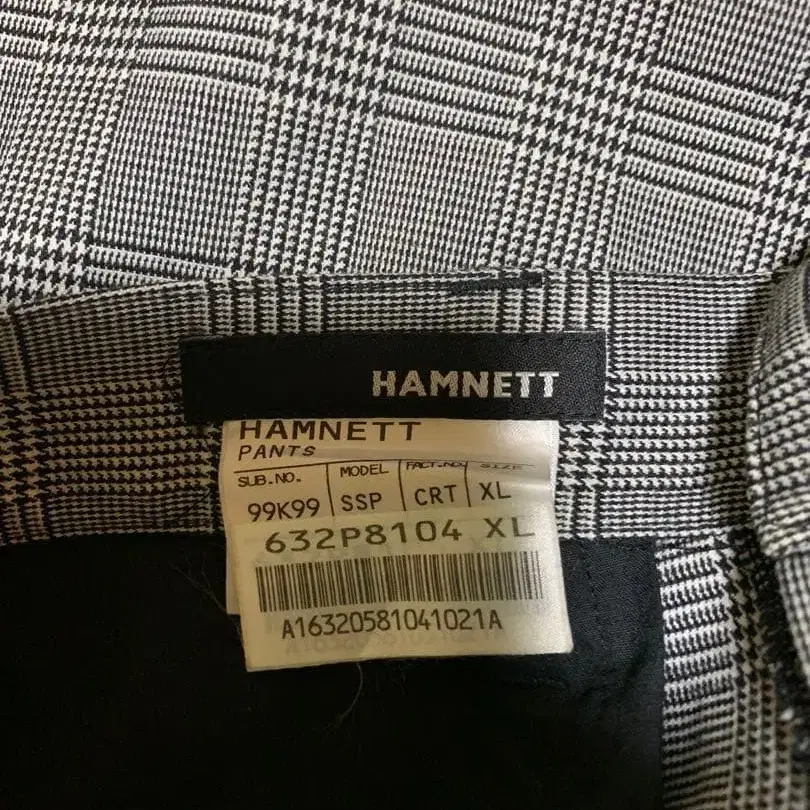 HAMNETT
HAMNETT
PANTS
SUB.NO. MODEL FACT.NO. SIZE
99K99 SSP CRT XL
632P8104 XL
A16320581041021A